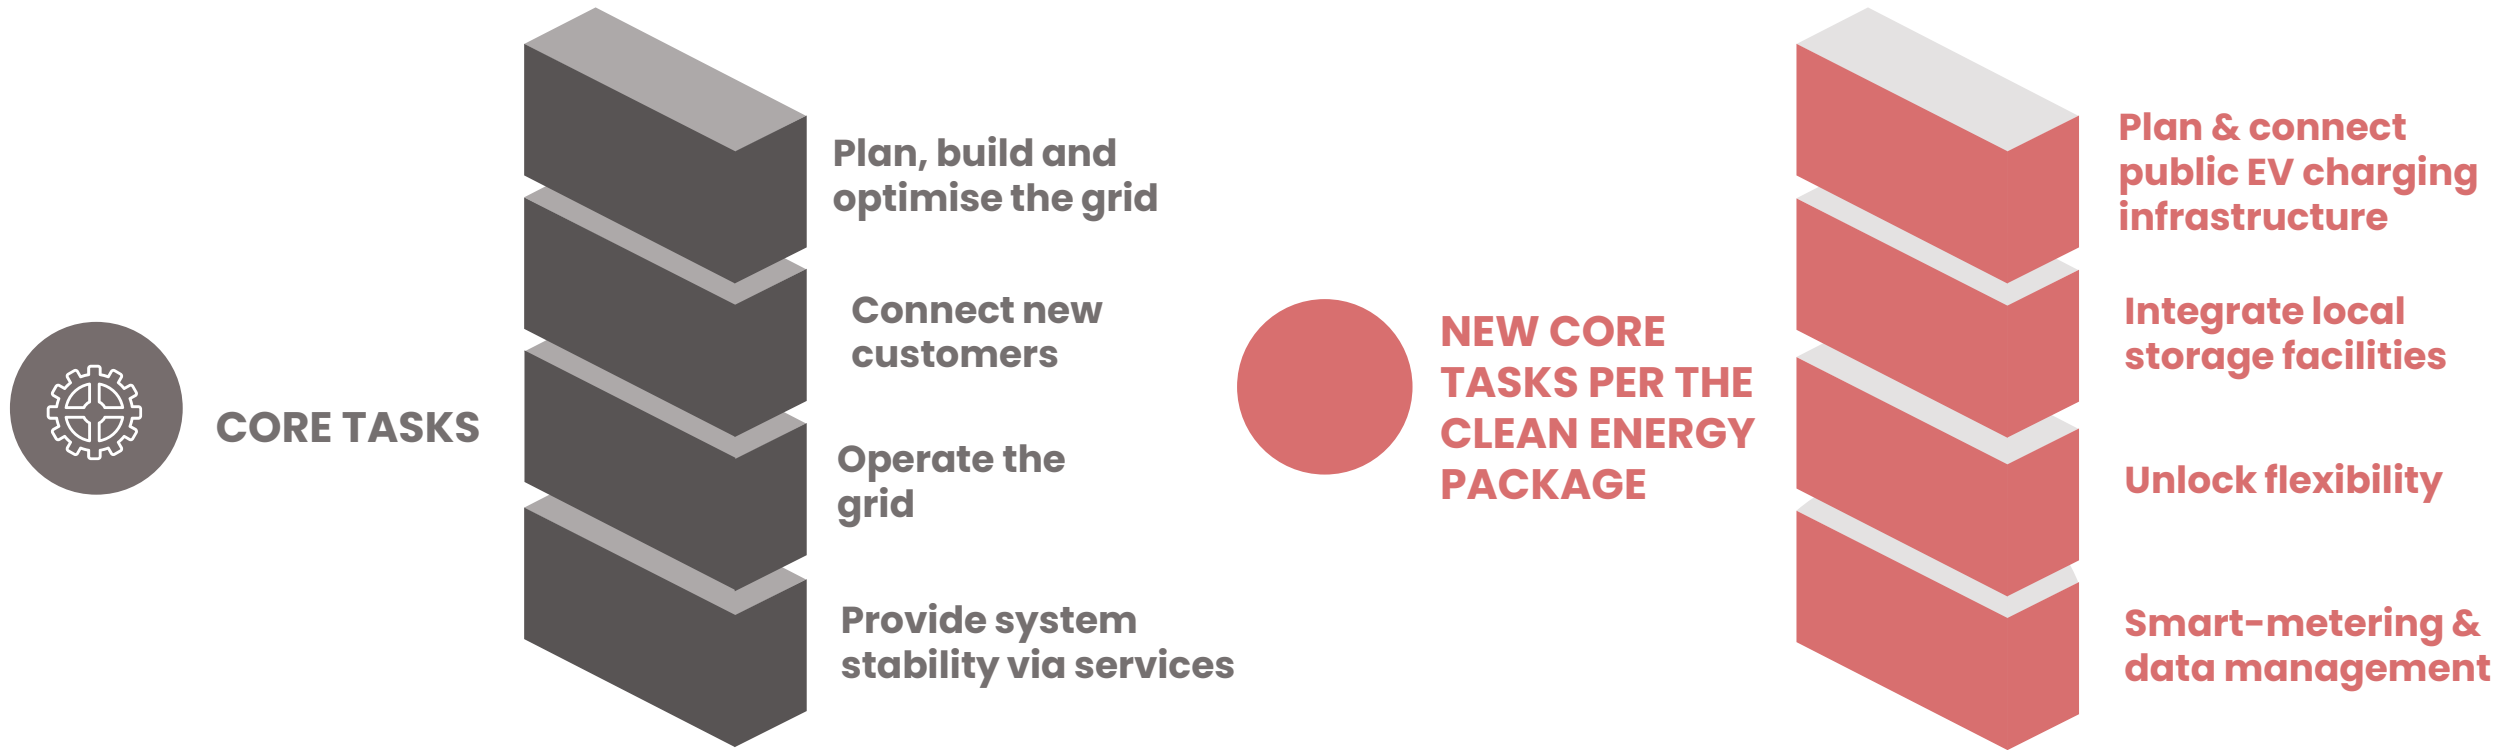 CORE TASKS
Plan, build and
optimise the grid
Connect new
customers
Operate the
grid
Provide system
stability via services
NEW CORE
TASKS PER THE
CLEAN ENERGY
PACKAGE
Plan & connect
public EV charging
infrastructure
Integrate local
storage facilities
Unlock flexibility
Smart-metering &
data management